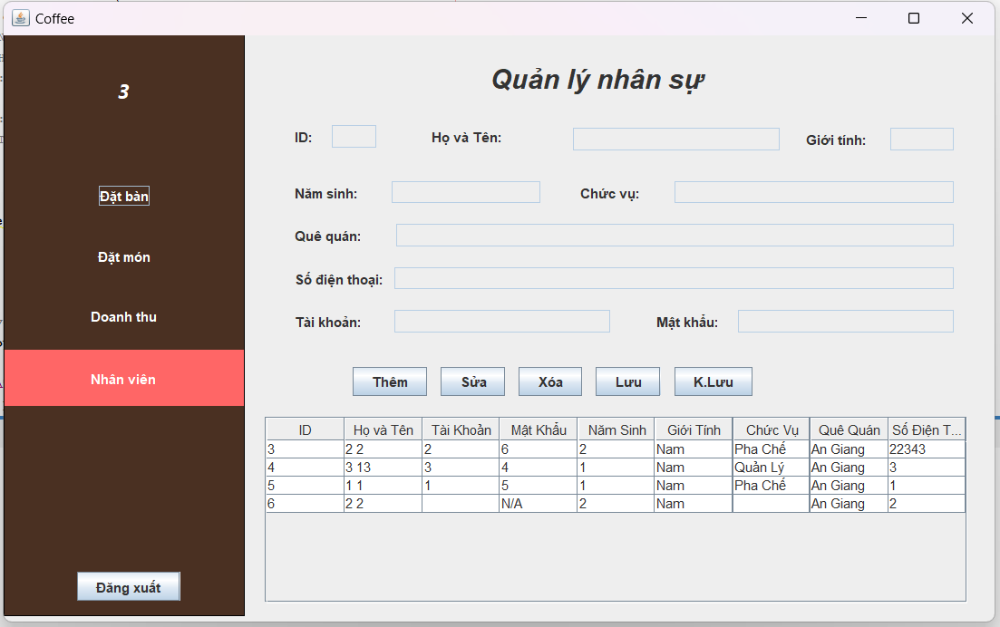 Coffee
3
Đặt bàn
Đặt món
Doanh thu
Nhân viên
Đăng xuất
Quản lý nhân sự
ID: Họ và Tên: Giới tính:
Năm sinh: Chức vụ:
Quê quán:
Số điện thoại:
Tài khoản: Mật khẩu:
Thêm Sửa Xóa Lưu K.Lưu
ID Họ và Tên Tài Khoản Mật Khẩu Năm Sinh Giới Tính Chức Vụ Quê Quán Số Điện T...
3 2 2 2 6 2 Nam Pha Chế An Giang 22343
4 3 13 3 4 1 Nam Quản Lý An Giang 3
5 1 1 1 5 1 Nam Pha Chế An Giang 1
6 2 2 N/A 2 Nam An Giang 2